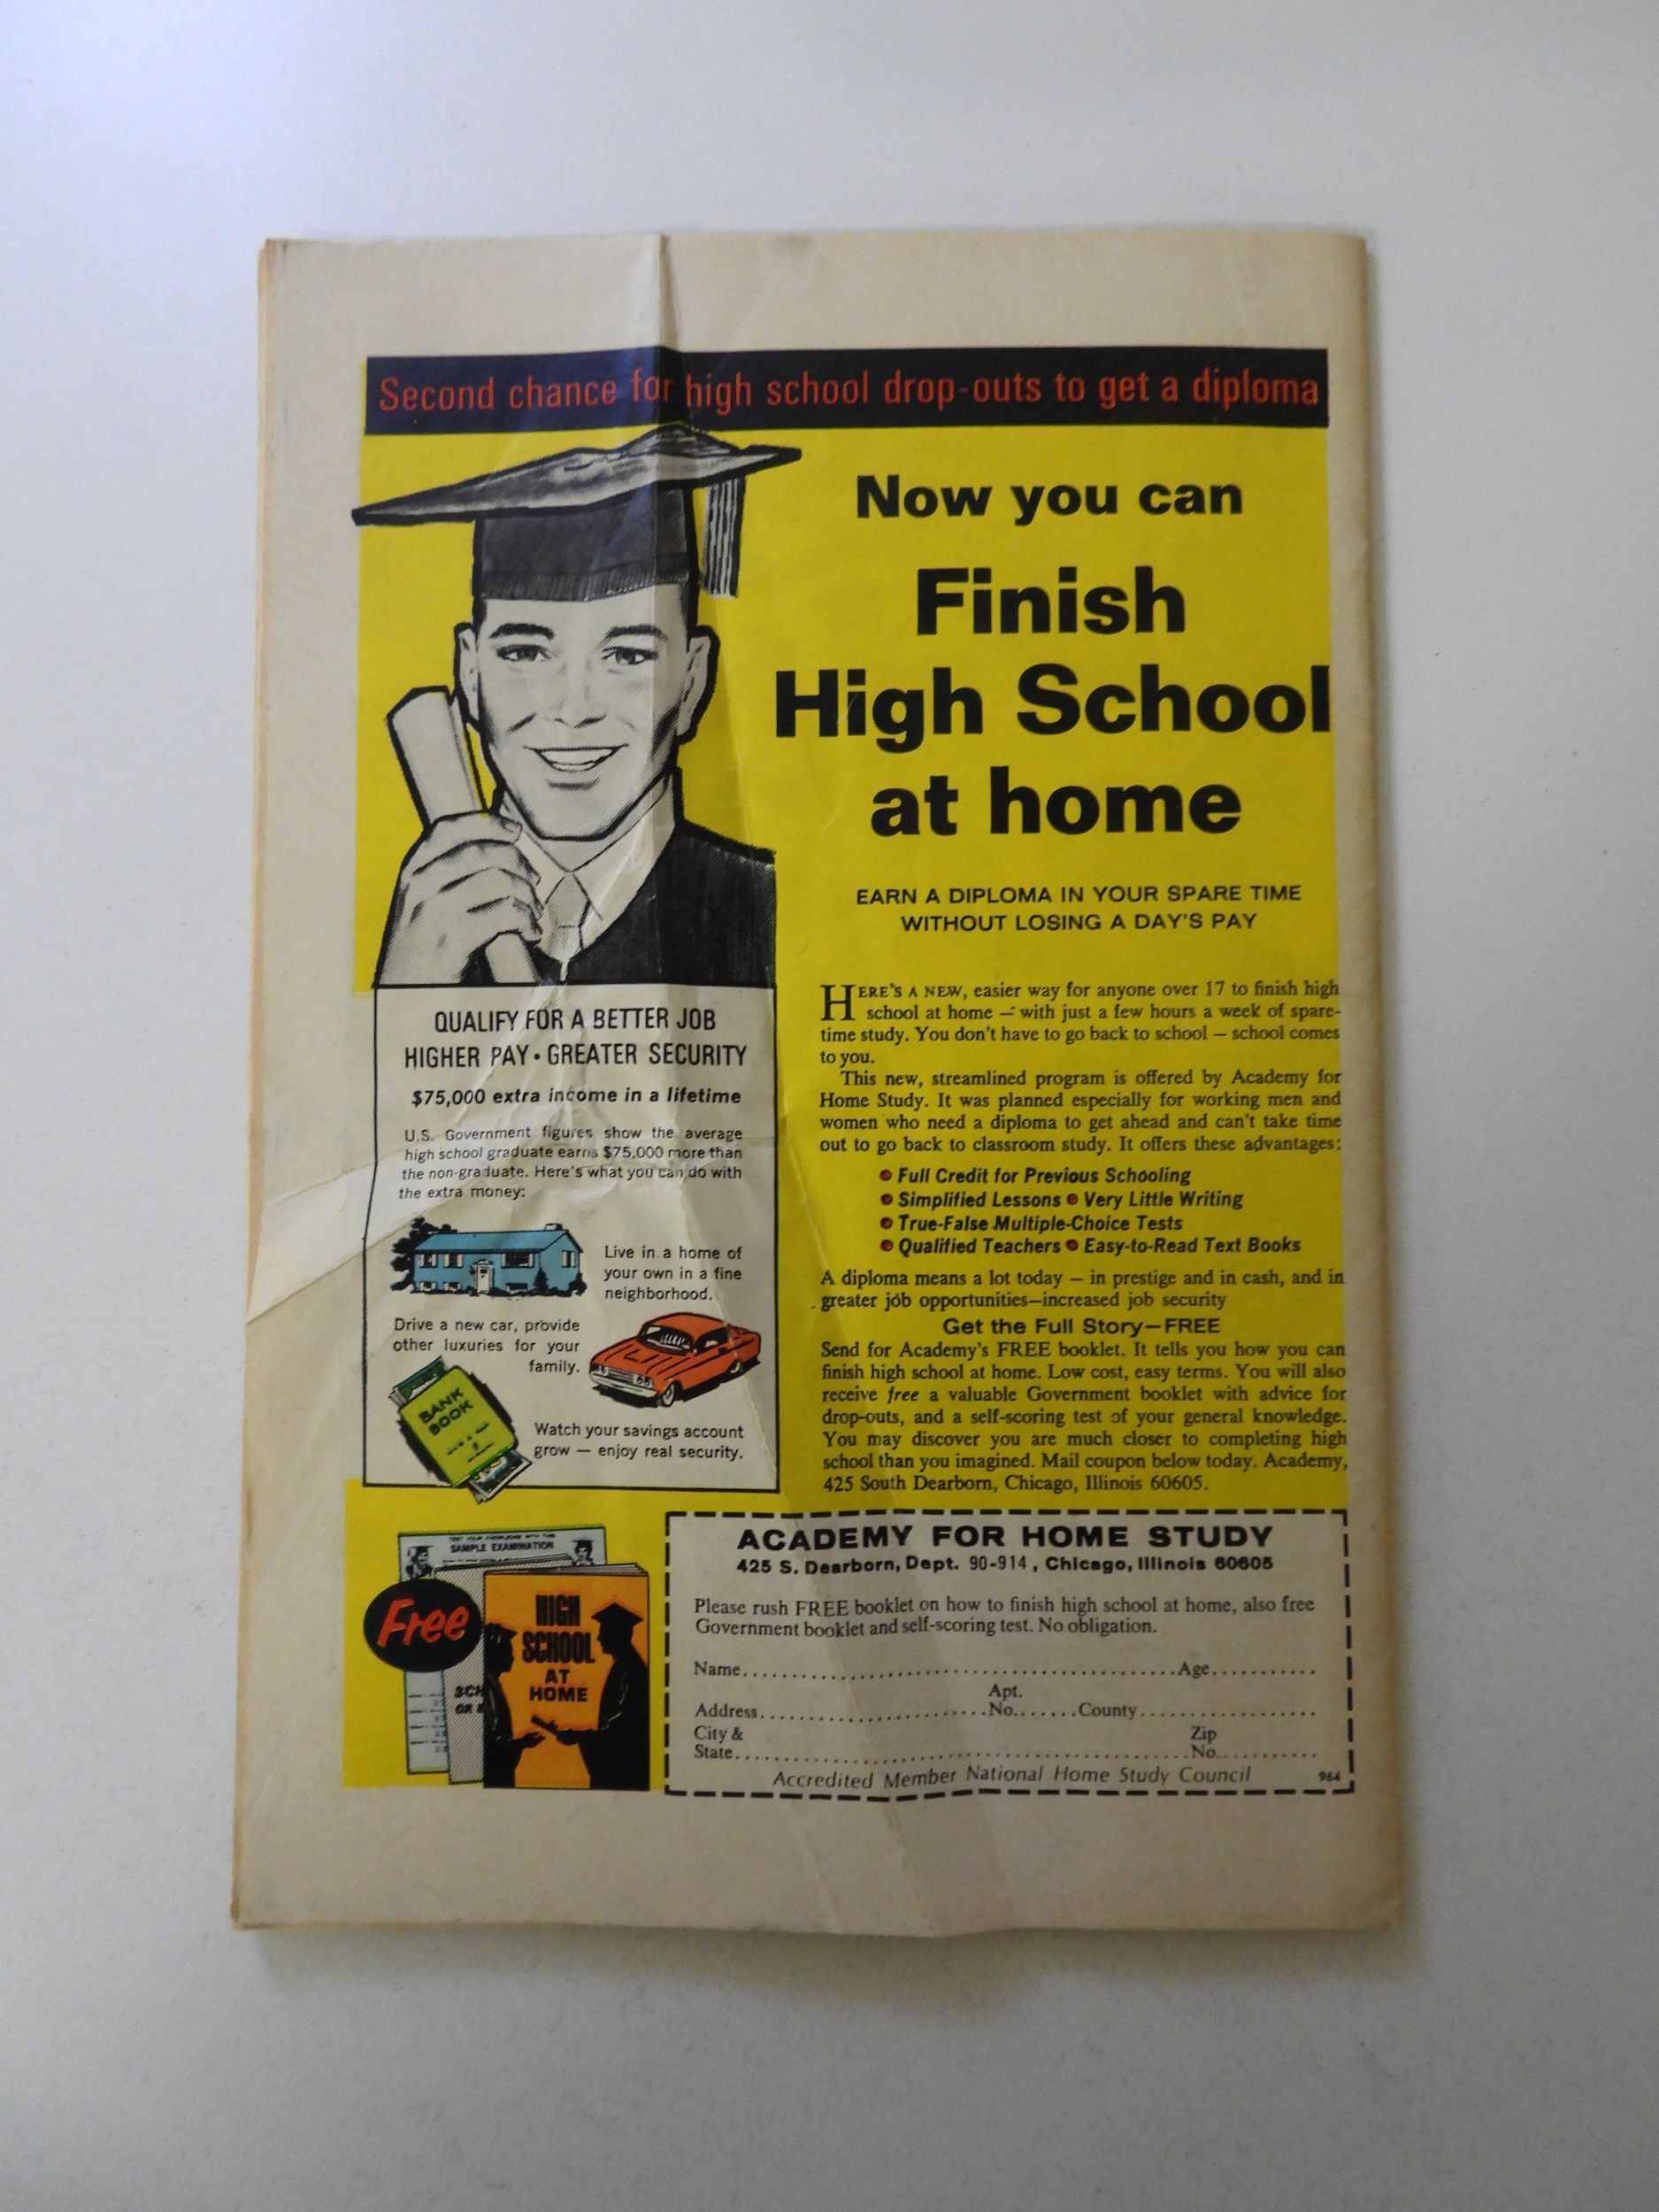 Second chance for high school drop-outs to get a diploma
Now you can
Finish
High School
at home
EARN A DIPLOMA IN YOUR SPARE TIME
WITHOUT LOSING A DAY'S PAY
QUALIFY FOR A BETTER JOB
HIGHER PAY • GREATER SECURITY
$75,000 extra income in a lifetime
U.S. Government figures show the average
high school graduate earns $75,000 more than
the non-graduate. Here's what you can do with
the extra money:
Live in a home of
your own in a fine
neighborhood.
Drive a new car, provide
other luxuries for your
family.
BANK
BOOK
Watch your savings account
grow — enjoy real security.
HERE'S A NEW, easier way for anyone over 17 to finish high
school at home — with just a few hours a week of spare-
time study. You don't have to go back to school — school comes
to you.
This new, streamlined program is offered by Academy for
Home Study. It was planned especially for working men and
women who need a diploma to get ahead and can't take time
out to go back to classroom study. It offers these advantages:
• Full Credit for Previous Schooling
• Simplified Lessons • Very Little Writing
• True-False Multiple-Choice Tests
• Qualified Teachers • Easy-to-Read Text Books
A diploma means a lot today — in prestige and in cash, and in
greater job opportunities—increased job security
Get the Full Story—FREE
Send for Academy's FREE booklet. It tells you how you can
finish high school at home. Low cost, easy terms. You will also
receive free a valuable Government booklet with advice for
drop-outs, and a self-scoring test of your general knowledge.
You may discover you are much closer to completing high
school than you imagined. Mail coupon below today. Academy,
425 South Dearborn, Chicago, Illinois 60605.
TEST YOUR KNOWLEDGE WITH THIS
SAMPLE EXAMINATION
Free
SCH
OR
HIGH
SCHOOL
AT
HOME
ACADEMY FOR HOME STUDY
425 S. Dearborn, Dept. 90-914, Chicago, Illinois 60605
Please rush FREE booklet on how to finish high school at home, also free
Government booklet and self-scoring test. No obligation.
Name..........Age..........
Apt.
Address..........No.......County..........
City & Zip
State..........No..........
Accredited Member National Home Study Council 964